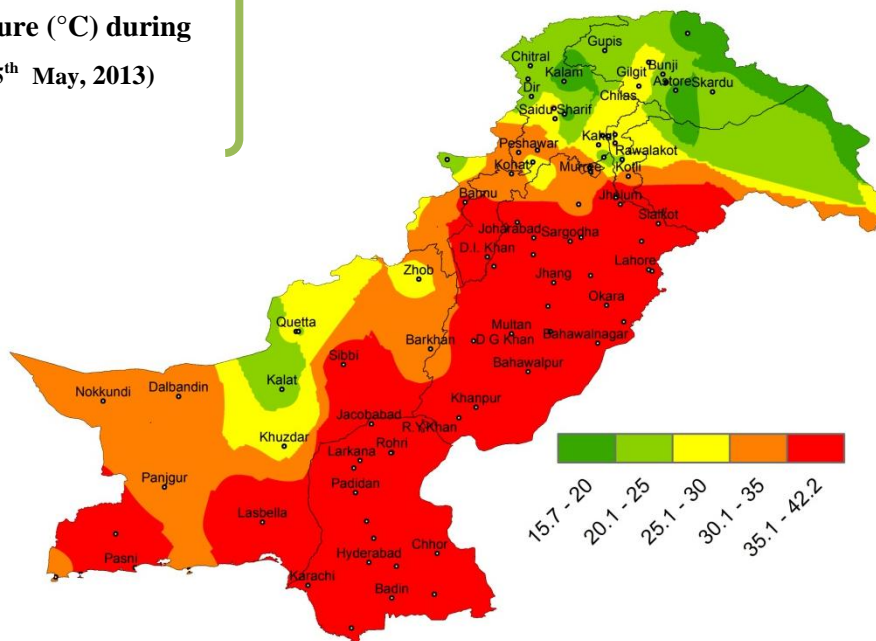 ure (°C) during
5th May, 2013)
Gupis
Chitral
Bunji
Kalam
Gilgit
Astore
Skardu
Dir
Chilas
Saidu Sharif
Peshawar
Rawalakot
Kohat
Kotli
Bannu
Jhelum
Sialkot
Joharabad
Sargodha
D.I. Khan
Lahore
Zhob
Jhang
Okara
Quetta
Multan
Bahawalnagar
D G Khan
Barkhan
Sibbi
Bahawalpur
Kalat
Nokkundi
Dalbandin
Khanpur
Jacobabad
R.Y.Khan
Khuzdar
Rohri
Larkana
Panjgur
Padidan
Lasbella
Pasni
Hyderabad
Chhor
Karachi
Badin
15.7 - 20
20.1 - 25
25.1 - 30
30.1 - 35
35.1 - 42.2